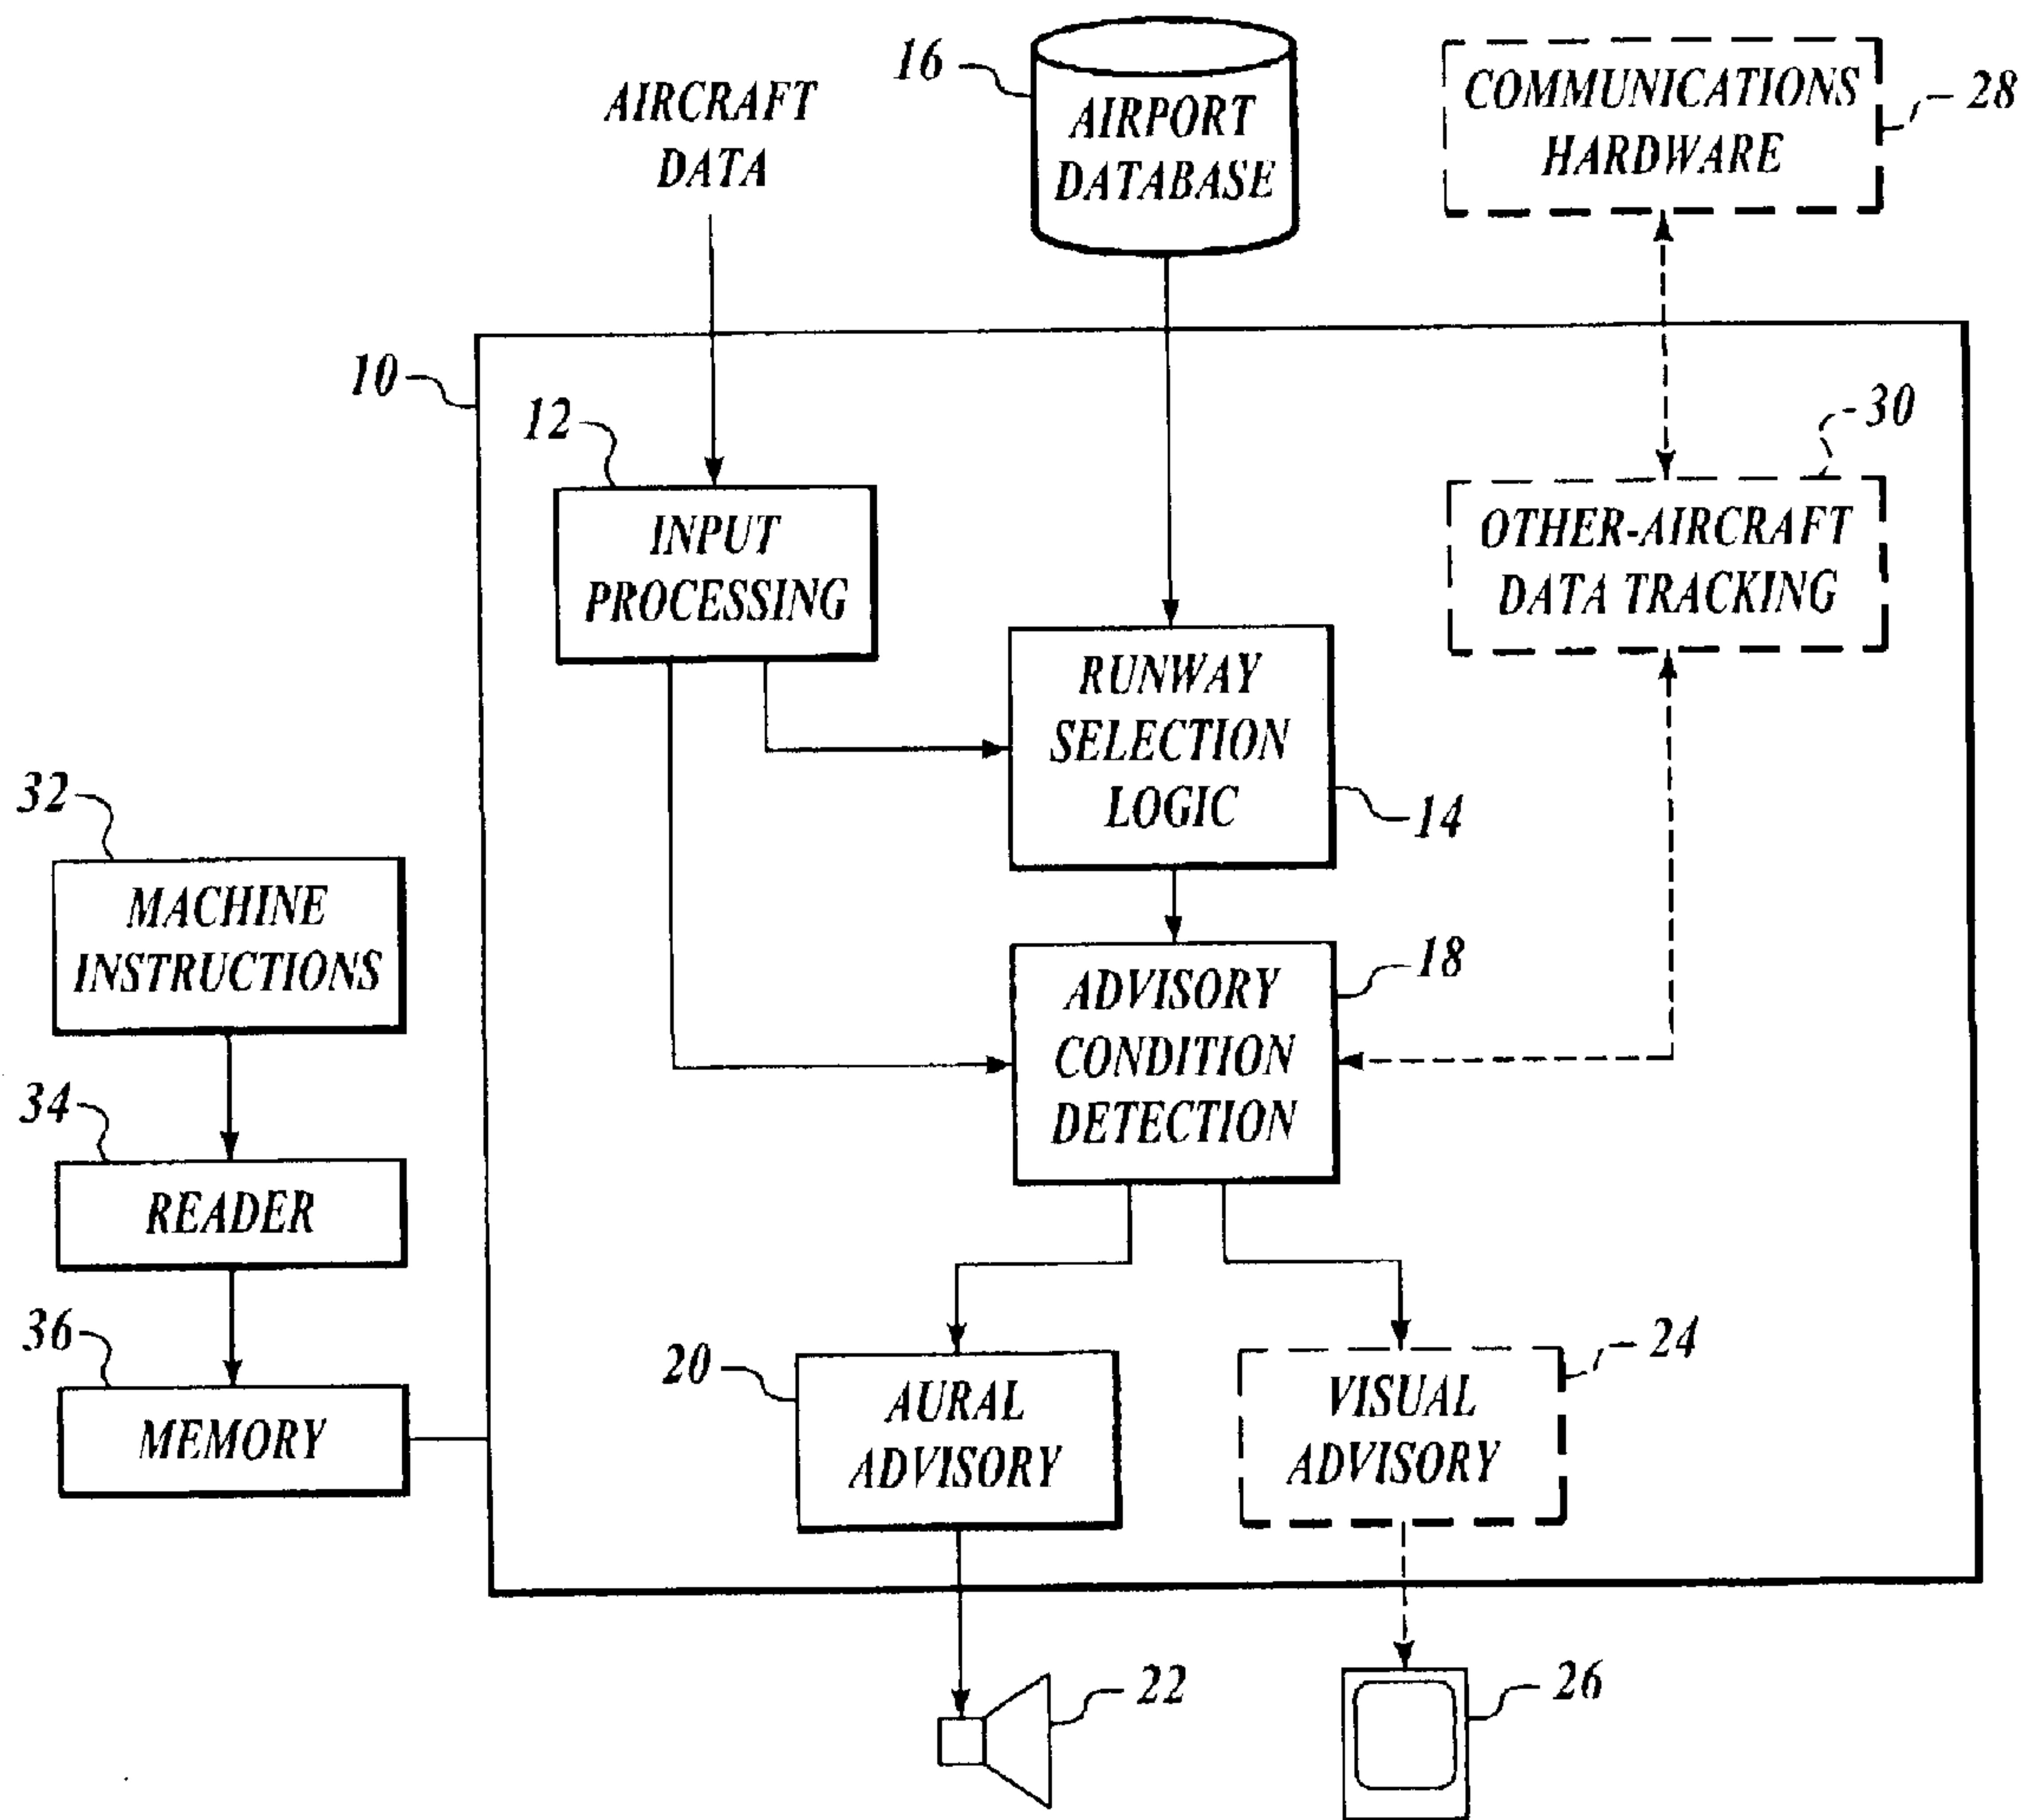 AIRCRAFT
DATA
16
AIRPORT
DATABASE
COMMUNICATIONS
HARDWARE
28
10
12
INPUT
PROCESSING
30
OTHER-AIRCRAFT
DATA TRACKING
RUNWAY
SELECTION
LOGIC
14
32
MACHINE
INSTRUCTIONS
18
ADVISORY
CONDITION
DETECTION
34
READER
36
MEMORY
20
AURAL
ADVISORY
24
VISUAL
ADVISORY
22
26